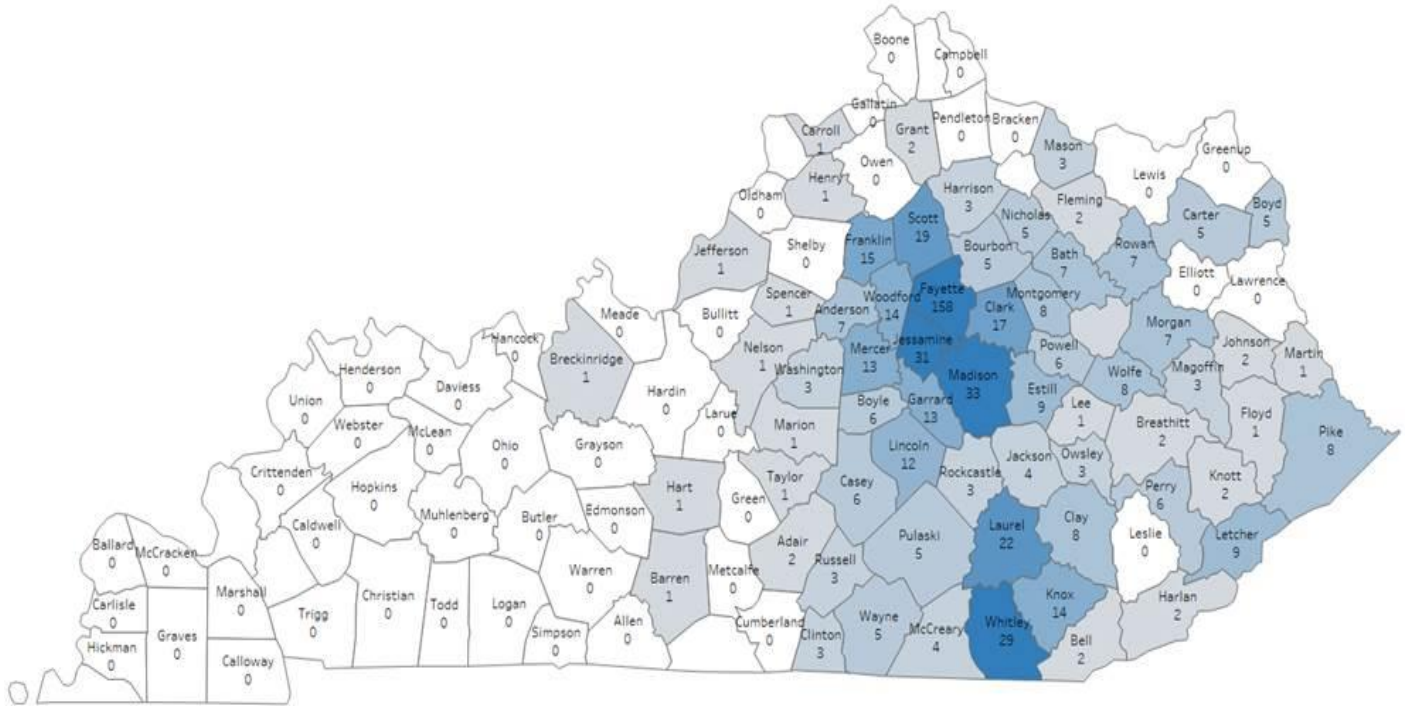 Boone
0
Campbell
0
Gallatin
0
Carroll
1
Grant
2
Pendleton
0
Bracken
0
Mason
3
Lewis
0
Greenup
0
Owen
0
Henry
1
Oldham
0
Harrison
3
Fleming
2
Nicholas
5
Carter
5
Boyd
5
Scott
19
Franklin
15
Shelby
0
Jefferson
1
Bourbon
5
Bath
7
Rowan
7
Elliott
0
Lawrence
0
Spencer
1
Anderson
7
Woodford
14
Fayette
158
Clark
17
Montgomery
8
Morgan
7
Meade
0
Bullitt
0
Nelson
1
Washington
3
Mercer
13
Jessamine
31
Madison
33
Powell
6
Wolfe
8
Magoffin
3
Johnson
2
Martin
1
Hancock
0
Breckinridge
1
Henderson
0
Daviess
0
Union
0
Hardin
0
Larue
0
Marion
1
Boyle
6
Garrard
13
Estill
9
Lee
1
Breathitt
2
Floyd
1
Pike
8
Webster
0
McLean
0
Ohio
0
Grayson
0
Lincoln
12
Rockcastle
3
Jackson
4
Owsley
3
Knott
2
Crittenden
0
Hopkins
0
Muhlenberg
0
Butler
0
Edmonson
0
Hart
1
Green
0
Taylor
1
Casey
6
Perry
6
Caldwell
0
Pulaski
5
Laurel
22
Clay
8
Leslie
0
Letcher
9
Ballard
0
McCracken
0
Marshall
0
Warren
0
Barren
1
Metcalfe
0
Adair
2
Russell
3
Carlisle
0
Graves
0
Trigg
0
Christian
0
Todd
0
Logan
0
Simpson
0
Allen
0
Cumberland
0
Clinton
3
Wayne
5
McCreary
4
Whitley
29
Knox
14
Bell
2
Harlan
2
Hickman
0
Calloway
0